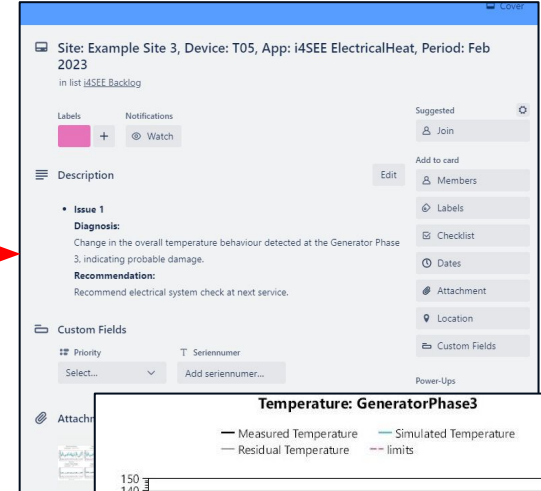 Cover
Site: Example Site 3, Device: T05, App: i4SEE ElectricalHeat, Period: Feb
2023
in list i4SEE Backlog
Labels
Notifications
Suggested
+
Watch
Join
Add to card
Description
Edit
Members
• Issue 1
Labels
Diagnosis:
Change in the overall temperature behaviour detected at the Generator Phase
Checklist
3, indicating probable damage.
Dates
Recommendation:
Recommend electrical system check at next service.
Attachment
Location
Custom Fields
Custom Fields
Priority
T Seriennumer
Select...
Add seriennumer...
Power-Ups
Attachm
Temperature: GeneratorPhase3
Measured Temperature
Simulated Temperature
Residual Temperature
limits
150
140